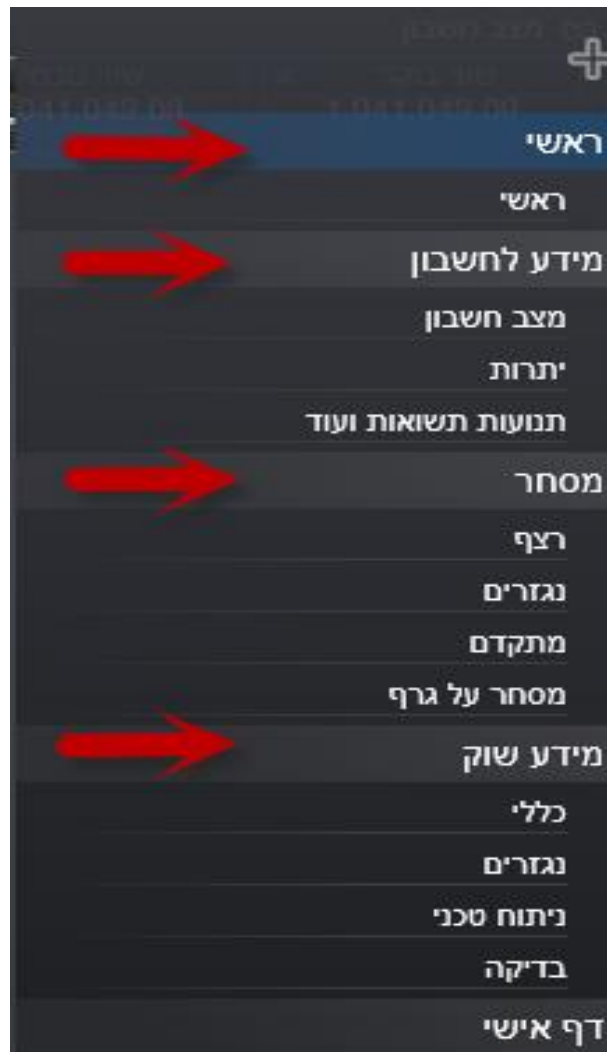 ראשי
ראשי
מידע לחשבון
מצב חשבון
יתרות
תנועות תשואות ועוד
מסחר
רצף
נגזרים
מתקדם
מסחר על גרף
מידע שוק
כללי
נגזרים
ניתוח טכני
בדיקה
דף אישי